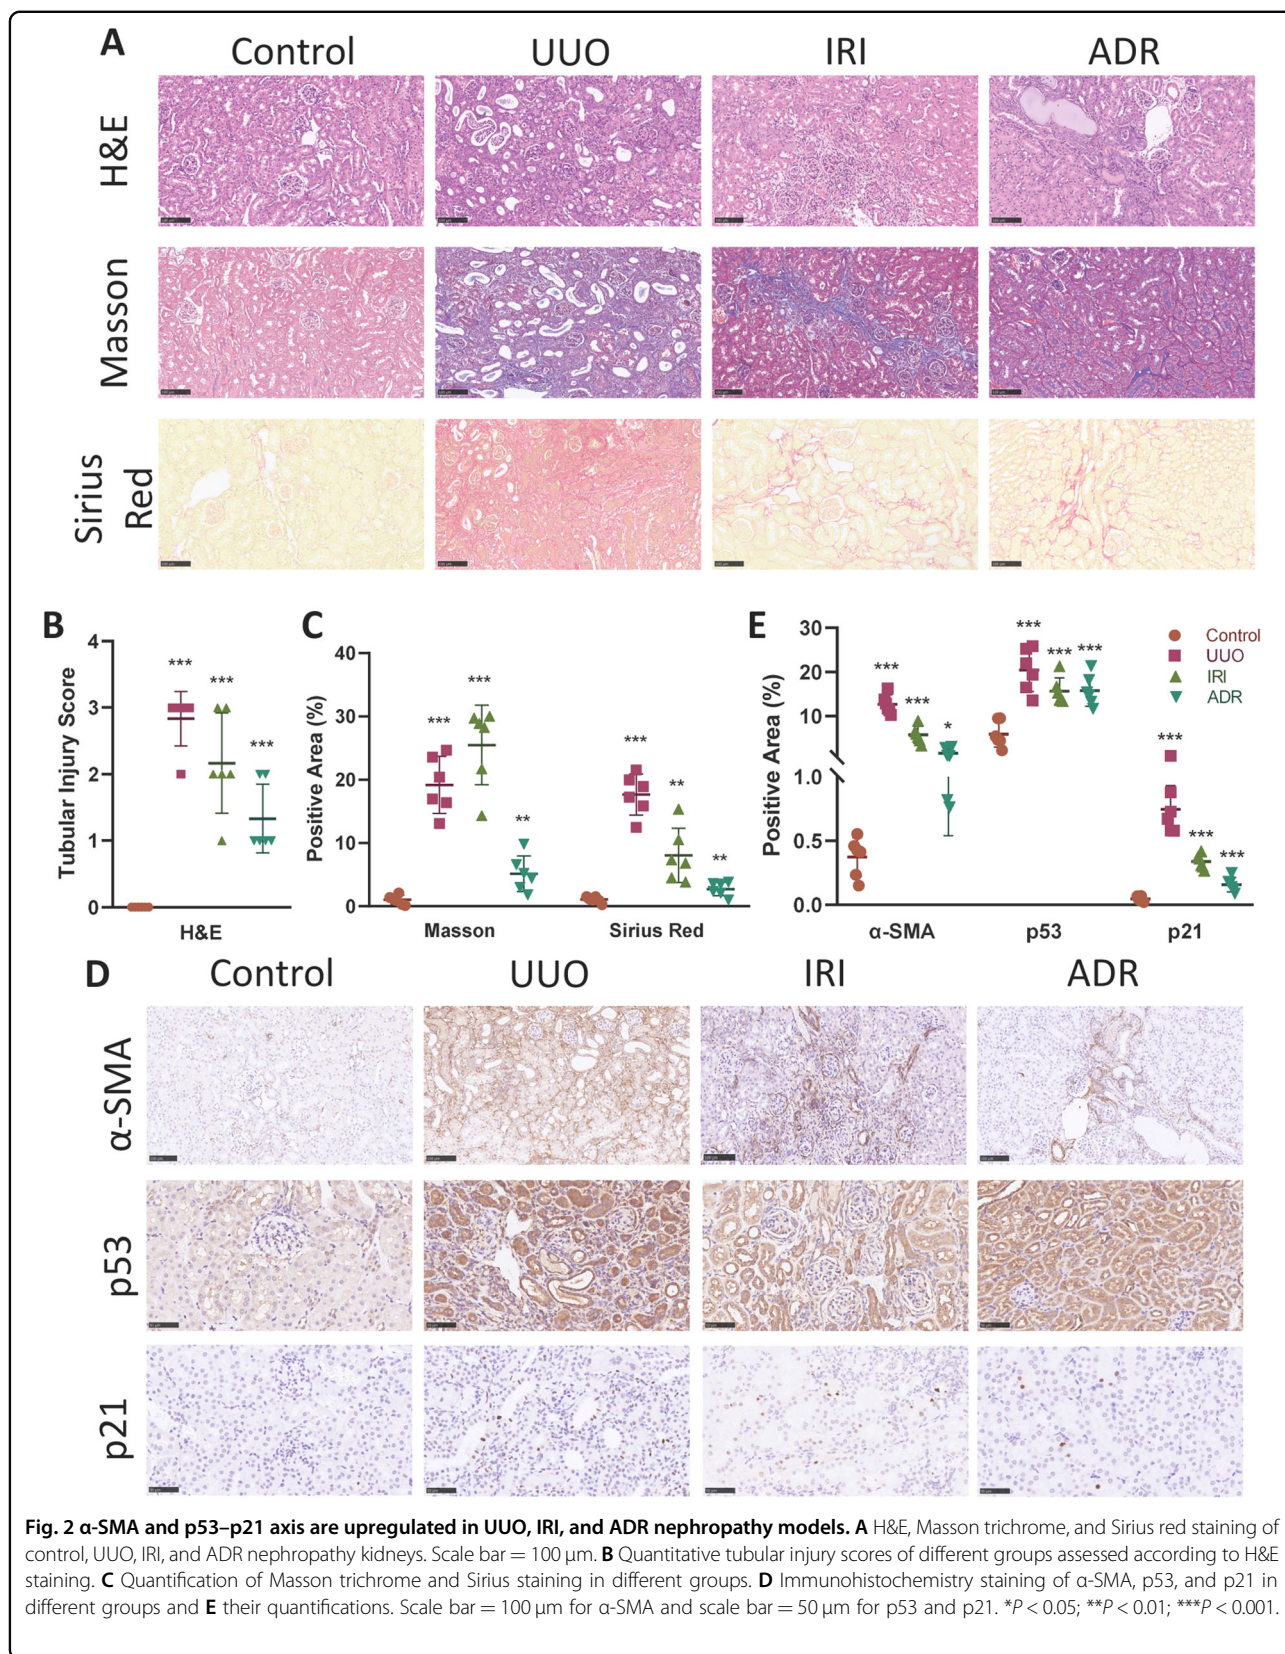 A
Control UUO IRI ADR
H&E
Masson
Sirius
Red
B
Tubular Injury Score
4
3
2
1
0
***
***
***
H&E
C
Positive Area (%)
40
30
20
10
0
***
***
**
***
**
**
Masson Sirius Red
E
Positive Area (%)
30
20
10
1.0
0.5
0.0
***
***
*
***
***
***
***
***
***
α-SMA p53 p21
Control
UUO
IRI
ADR
D
Control UUO IRI ADR
α-SMA
p53
p21
Fig. 2 α-SMA and p53–p21 axis are upregulated in UUO, IRI, and ADR nephropathy models. A H&E, Masson trichrome, and Sirius red staining of
control, UUO, IRI, and ADR nephropathy kidneys. Scale bar = 100 μm. B Quantitative tubular injury scores of different groups assessed according to H&E
staining. C Quantification of Masson trichrome and Sirius staining in different groups. D Immunohistochemistry staining of α-SMA, p53, and p21 in
different groups and E their quantifications. Scale bar = 100 μm for α-SMA and scale bar = 50 μm for p53 and p21. *P < 0.05; **P < 0.01; ***P < 0.001.